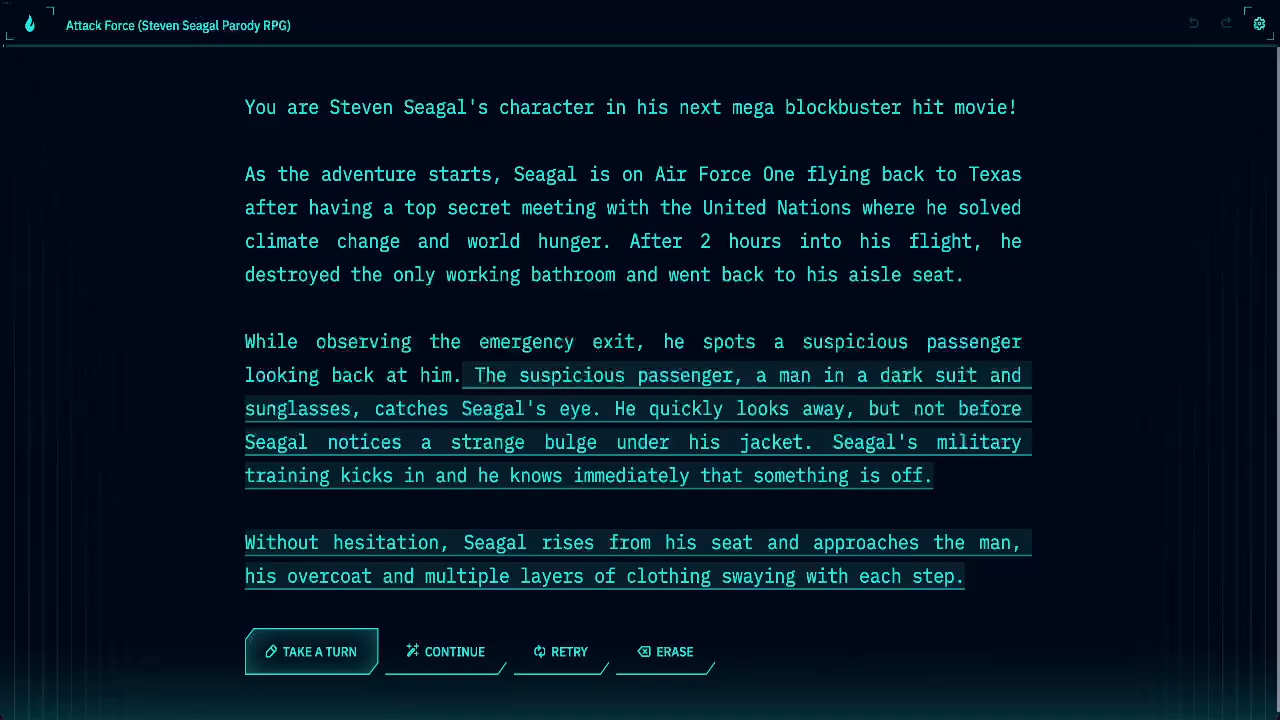 Attack Force (Steven Seagal Parody RPG)
You are Steven Seagal's character in his next mega blockbuster hit movie!
As the adventure starts, Seagal is on Air Force One flying back to Texas
after having a top secret meeting with the United Nations where he solved
climate change and world hunger. After 2 hours into his flight, he
destroyed the only working bathroom and went back to his aisle seat.
While observing the emergency exit, he spots a suspicious passenger
looking back at him. The suspicious passenger, a man in a dark suit and
sunglasses, catches Seagal's eye. He quickly looks away, but not before
Seagal notices a strange bulge under his jacket. Seagal's military
training kicks in and he knows immediately that something is off.
Without hesitation, Seagal rises from his seat and approaches the man,
his overcoat and multiple layers of clothing swaying with each step.
TAKE A TURN CONTINUE RETRY ERASE